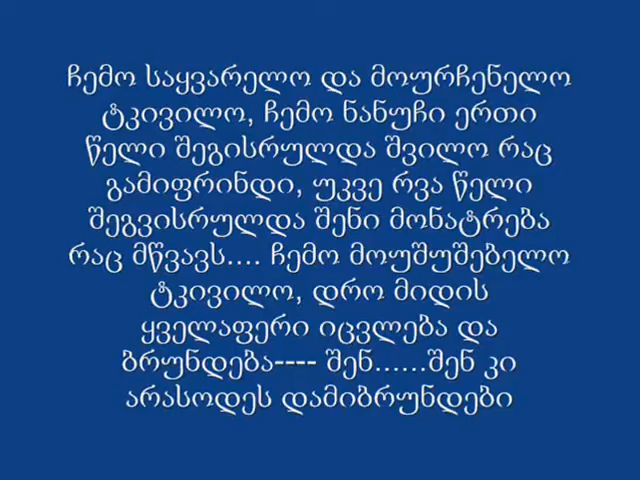 ჩემო საყვარელო და მოურჩენელო
ტკივილო, ჩემო ნანუჩი ერთი
წელი შეგისრულდა შვილო რაც
გამიფრინდი, უკვე რვა წელი
შეგვისრულდა შენი მონატრება
რაც მწვავს.... ჩემო მოუშუშებელო
ტკივილო, დრო მიდის
ყველაფერი იცვლება და
ბრუნდება---- შენ......შენ კი
არასოდეს დამიბრუნდები